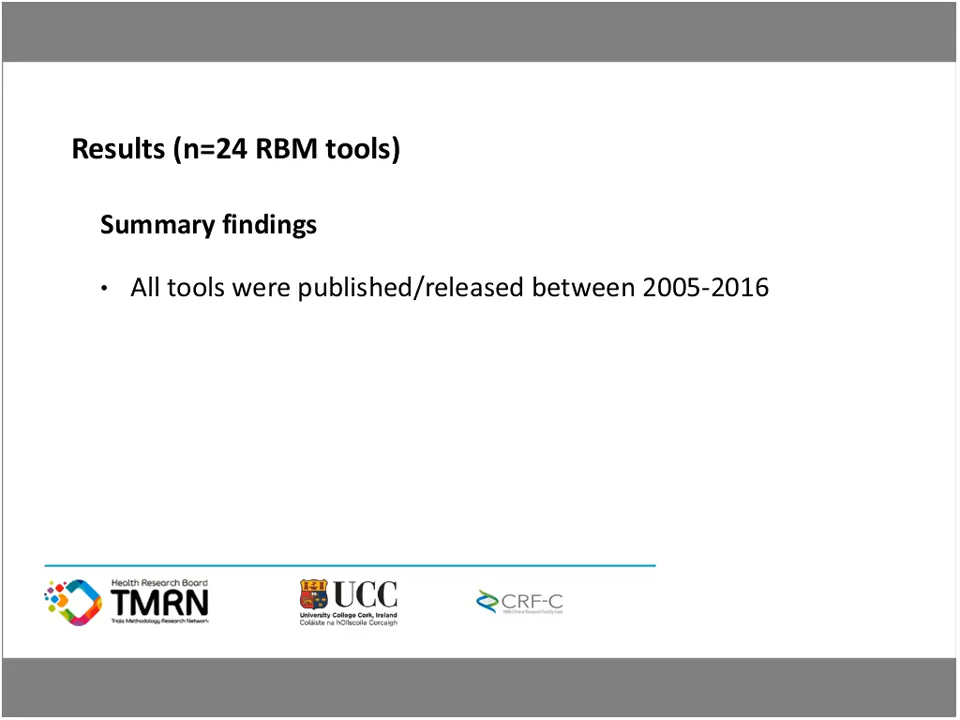 Results (n=24 RBM tools)
Summary findings
• All tools were published/released between 2005-2016
Health Research Board
TMRN
Trials Methodology Research Network
UCC
University College Cork, Ireland
Coláiste na hOllscoile Corcaigh
CRF-C